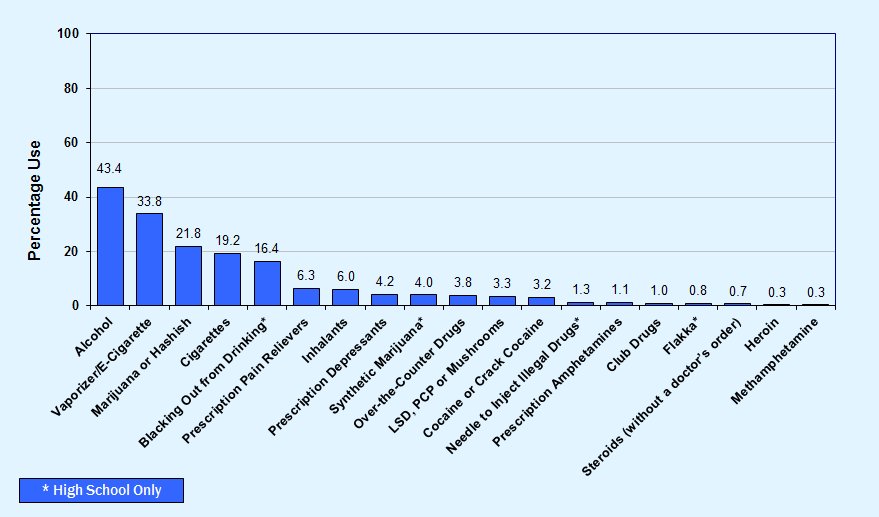 Percentage Use
100
80
60
40
20
0
43.4
33.8
21.8
19.2
16.4
6.3
6.0
4.2
4.0
3.8
3.3
3.2
1.3
1.1
1.0
0.8
0.7
0.3
0.3
Alcohol
Vaporizer/E-Cigarette
Marijuana or Hashish
Cigarettes
Blacking Out from Drinking*
Prescription Pain Relievers
Inhalants
Prescription Depressants
Synthetic Marijuana*
Over-the-Counter Drugs
LSD, PCP or Mushrooms
Cocaine or Crack Cocaine
Needle to Inject Illegal Drugs*
Prescription Amphetamines
Club Drugs
Flakka*
Steroids (without a doctor's order)
Heroin
Methamphetamine
* High School Only